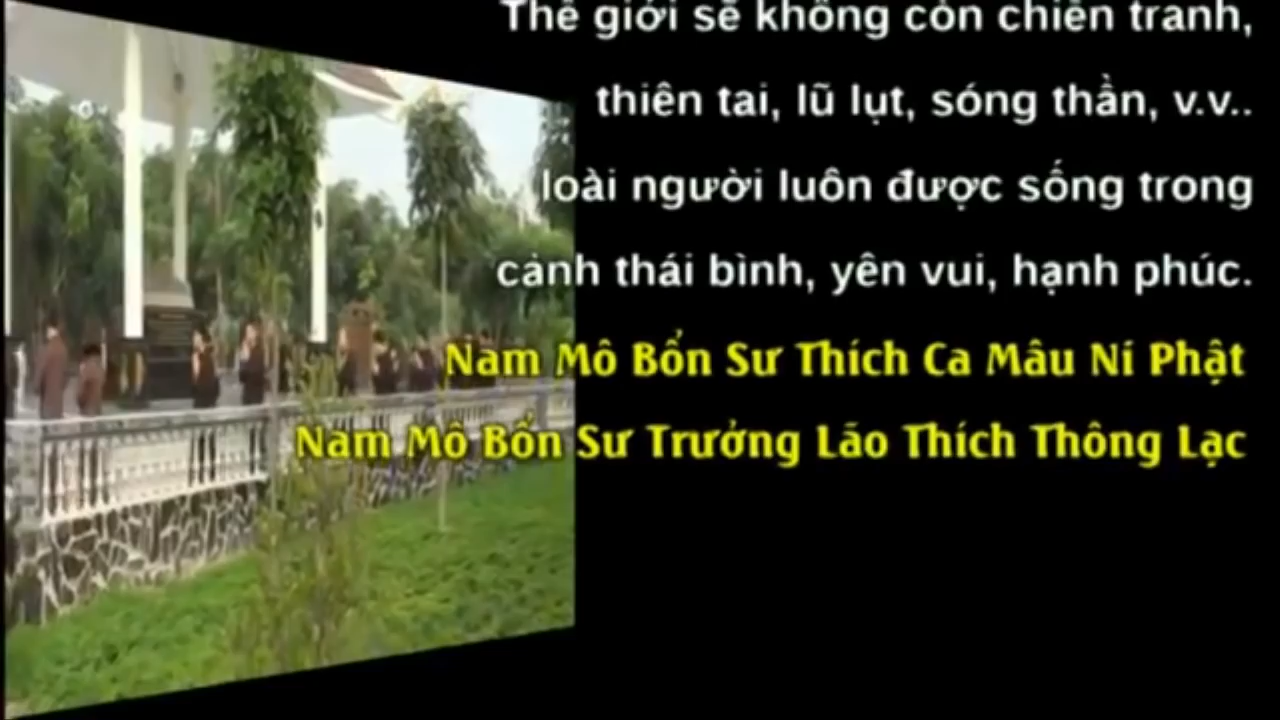 Thế giới sẽ không còn chiến tranh,
thiên tai, lũ lụt, sóng thần, v.v..
loài người luôn được sống trong
cảnh thái bình, yên vui, hạnh phúc.
Nam Mô Bổn Sư Thích Ca Mâu Ni Phật
Nam Mô Bổn Sư Trưởng Lão Thích Thông Lạc